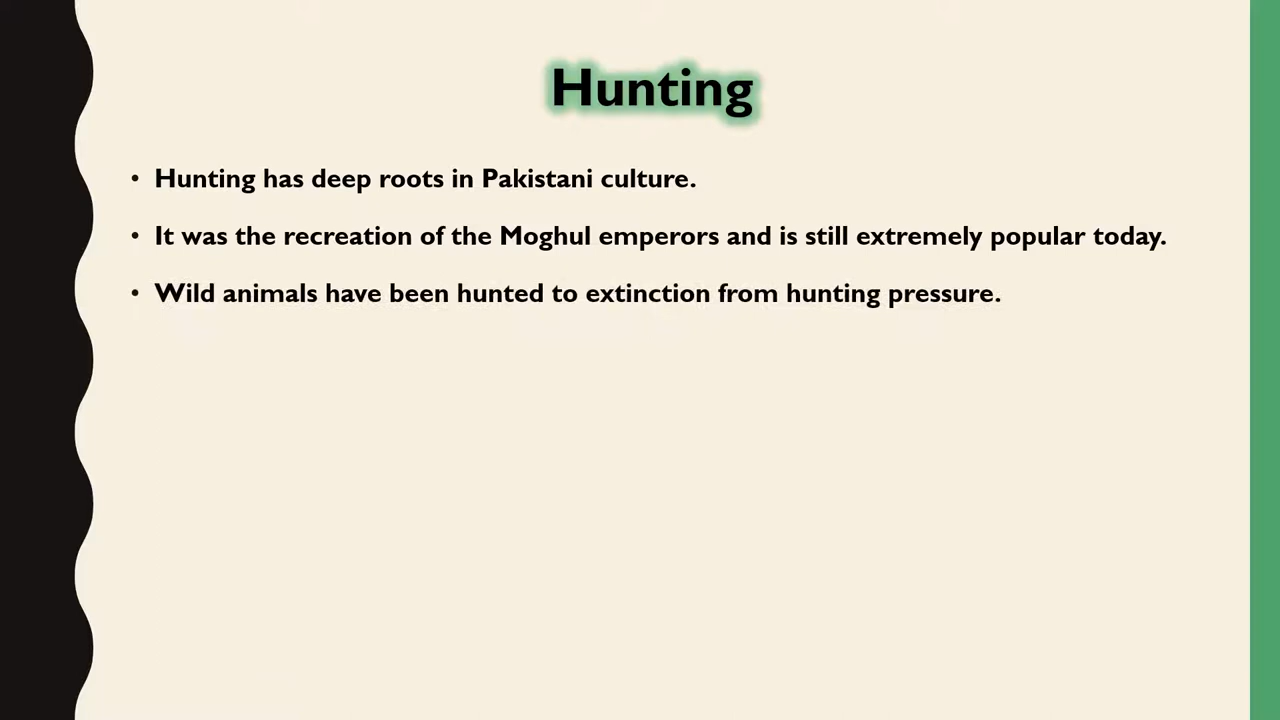 Hunting
• Hunting has deep roots in Pakistani culture.
• It was the recreation of the Moghul emperors and is still extremely popular today.
• Wild animals have been hunted to extinction from hunting pressure.